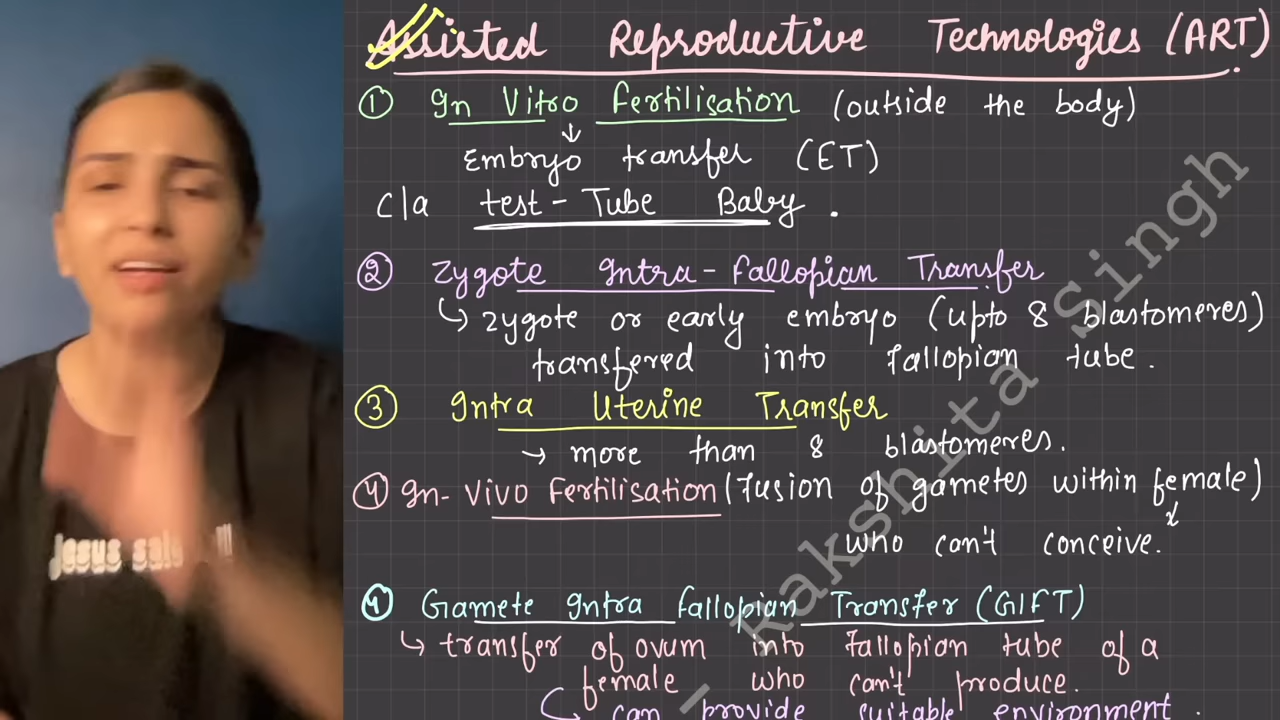 Assisted Reproductive Technologies (ART)
① In Vitro Fertilisation (outside the body)
Embryo transfer (ET)
c/a test-Tube Baby.
② Zygote Intra-fallopian Transfer
zygote or early embryo (upto 8 blastomeres)
transferred into fallopian tube.
③ Intra Uterine Transfer
→ more than 8 blastomeres.
④ In-Vivo Fertilisation (fusion of gametes within female)
who can't conceive.
④ Gamete Intra fallopian Transfer (GIFT)
transfer of ovum into fallopian tube of a
female who can't produce.
can provide suitable environment.
- Rakshita Singh
Jesus